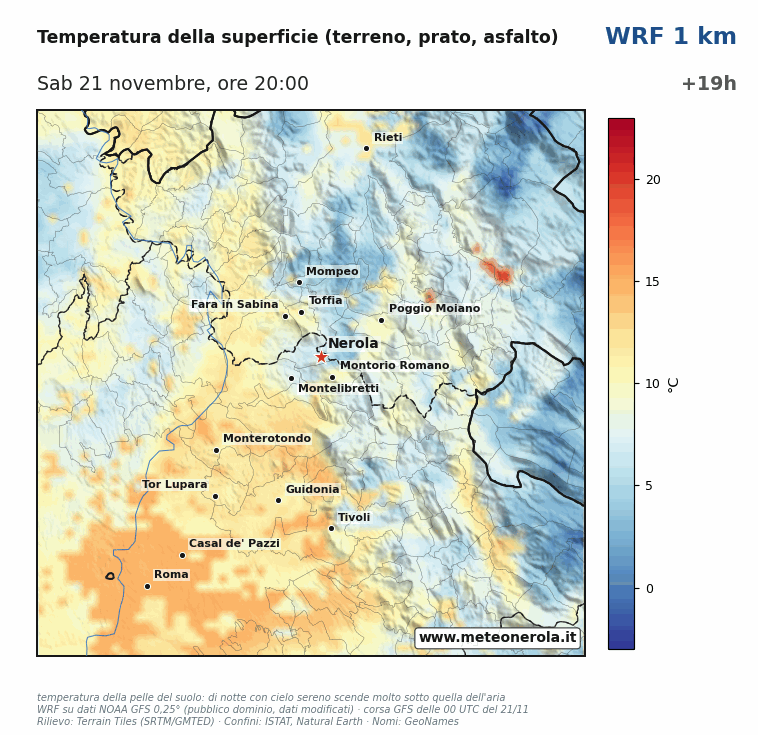 Temperatura della superficie (terreno, prato, asfalto)
WRF 1 km
Sab 21 novembre, ore 20:00
+19h
Rieti
Mompeo
Fara in Sabina
Toffia
Poggio Moiano
Nerola
Montorio Romano
Montelibretti
Monterotondo
Tor Lupara
Guidonia
Tivoli
Casal de' Pazzi
Roma
www.meteonerola.it
20
15
10
5
0
°C
temperatura della pelle del suolo: di notte con cielo sereno scende molto sotto quella dell'aria
WRF su dati NOAA GFS 0,25° (pubblico dominio, dati modificati) · corsa GFS delle 00 UTC del 21/11
Rilievo: Terrain Tiles (SRTM/GMTED) · Confini: ISTAT, Natural Earth · Nomi: GeoNames